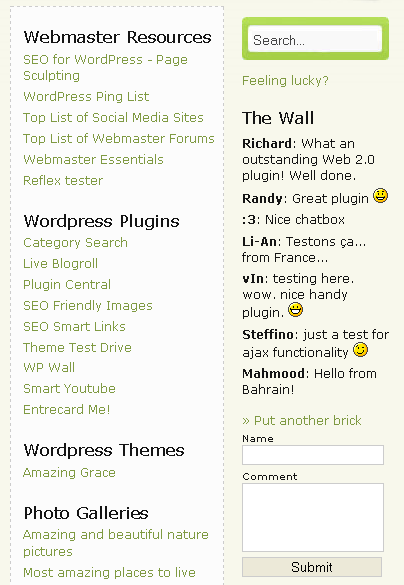 Webmaster Resources
SEO for WordPress - Page
Sculpting
WordPress Ping List
Top List of Social Media Sites
Top List of Webmaster Forums
Webmaster Essentials
Reflex tester
Wordpress Plugins
Category Search
Live Blogroll
Plugin Central
SEO Friendly Images
SEO Smart Links
Theme Test Drive
WP Wall
Smart Youtube
Entrecard Me!
Wordpress Themes
Amazing Grace
Photo Galleries
Amazing and beautiful nature
pictures
Most amazing places to live
Search...
Feeling lucky?
The Wall
Richard: What an
outstanding Web 2.0
plugin! Well done.
Randy: Great plugin
:3: Nice chatbox
Li-An: Testons ça...
from France...
vIn: testing here.
wow. nice handy
plugin.
Steffino: just a test for
ajax functionality
Mahmood: Hello from
Bahrain!
» Put another brick
Name
Comment
Submit